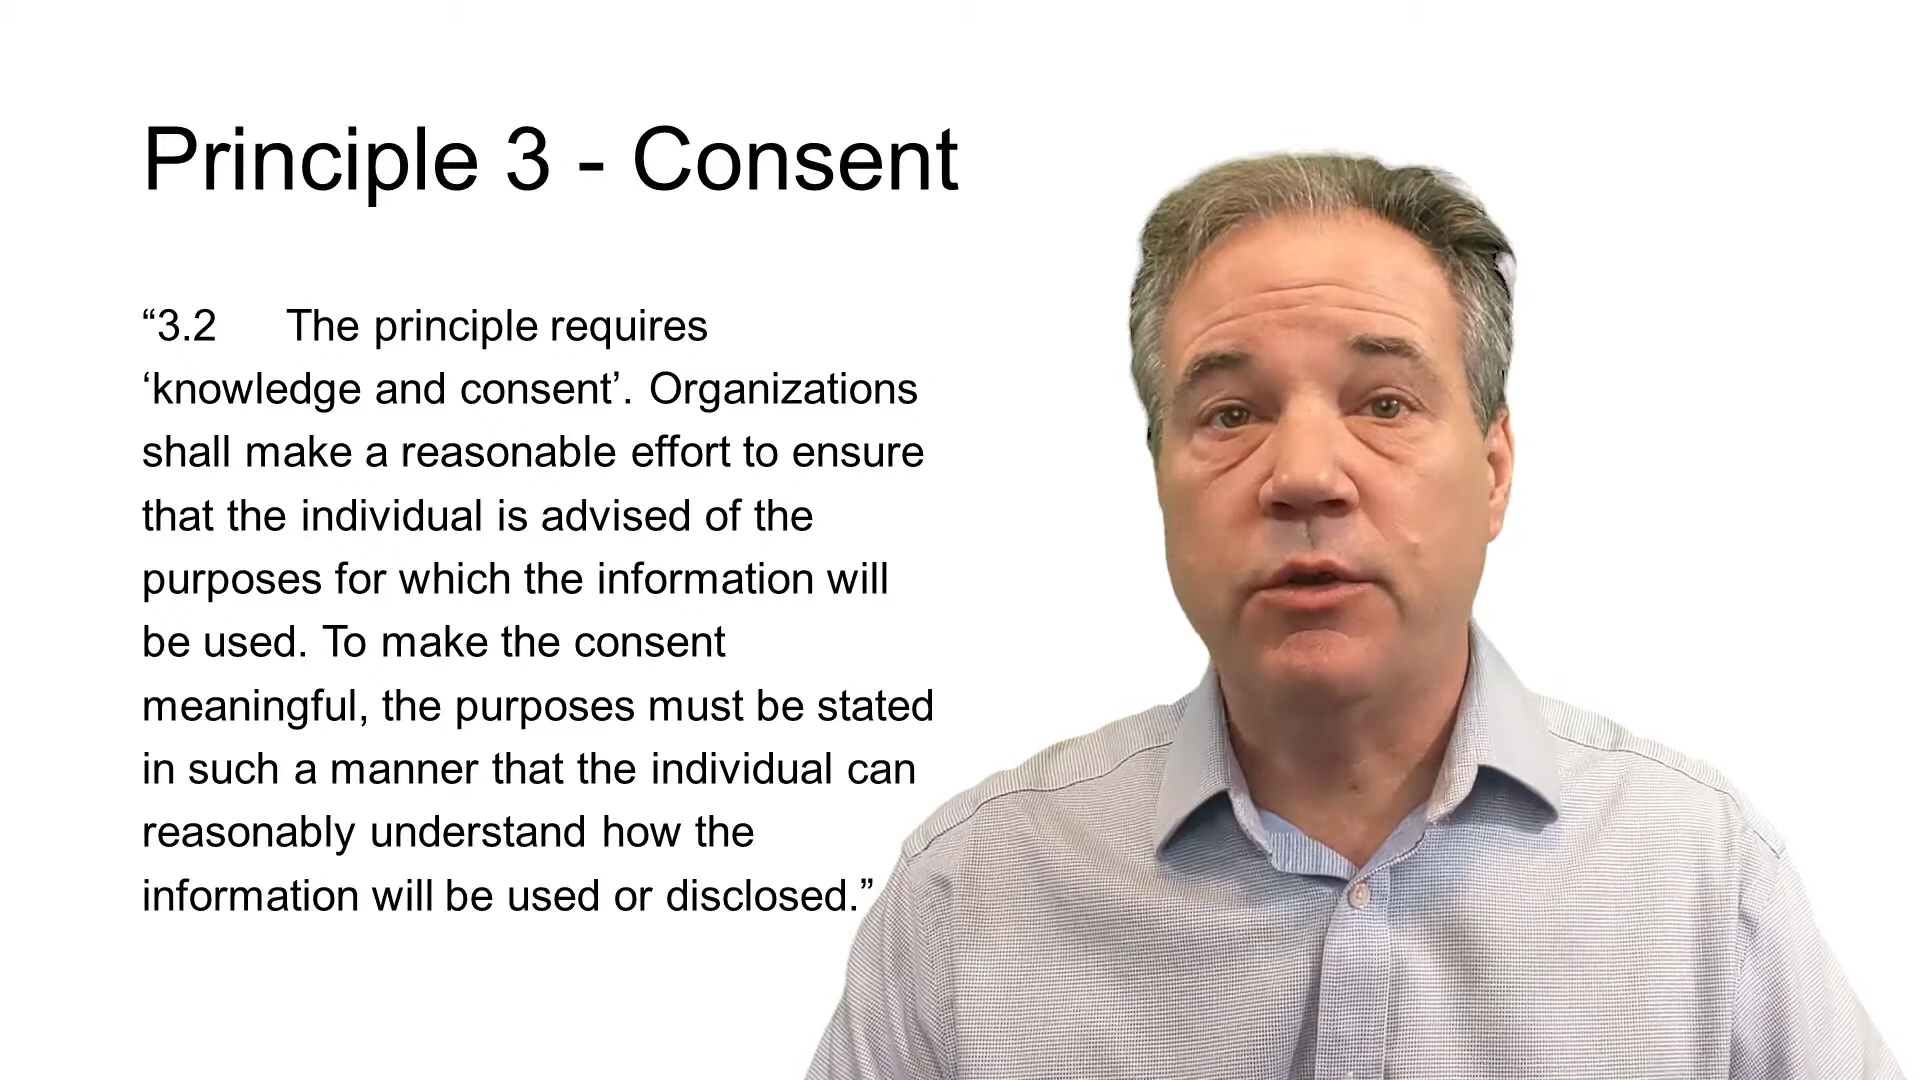 Principle 3 - Consent
“3.2 The principle requires
‘knowledge and consent’. Organizations
shall make a reasonable effort to ensure
that the individual is advised of the
purposes for which the information will
be used. To make the consent
meaningful, the purposes must be stated
in such a manner that the individual can
reasonably understand how the
information will be used or disclosed.”